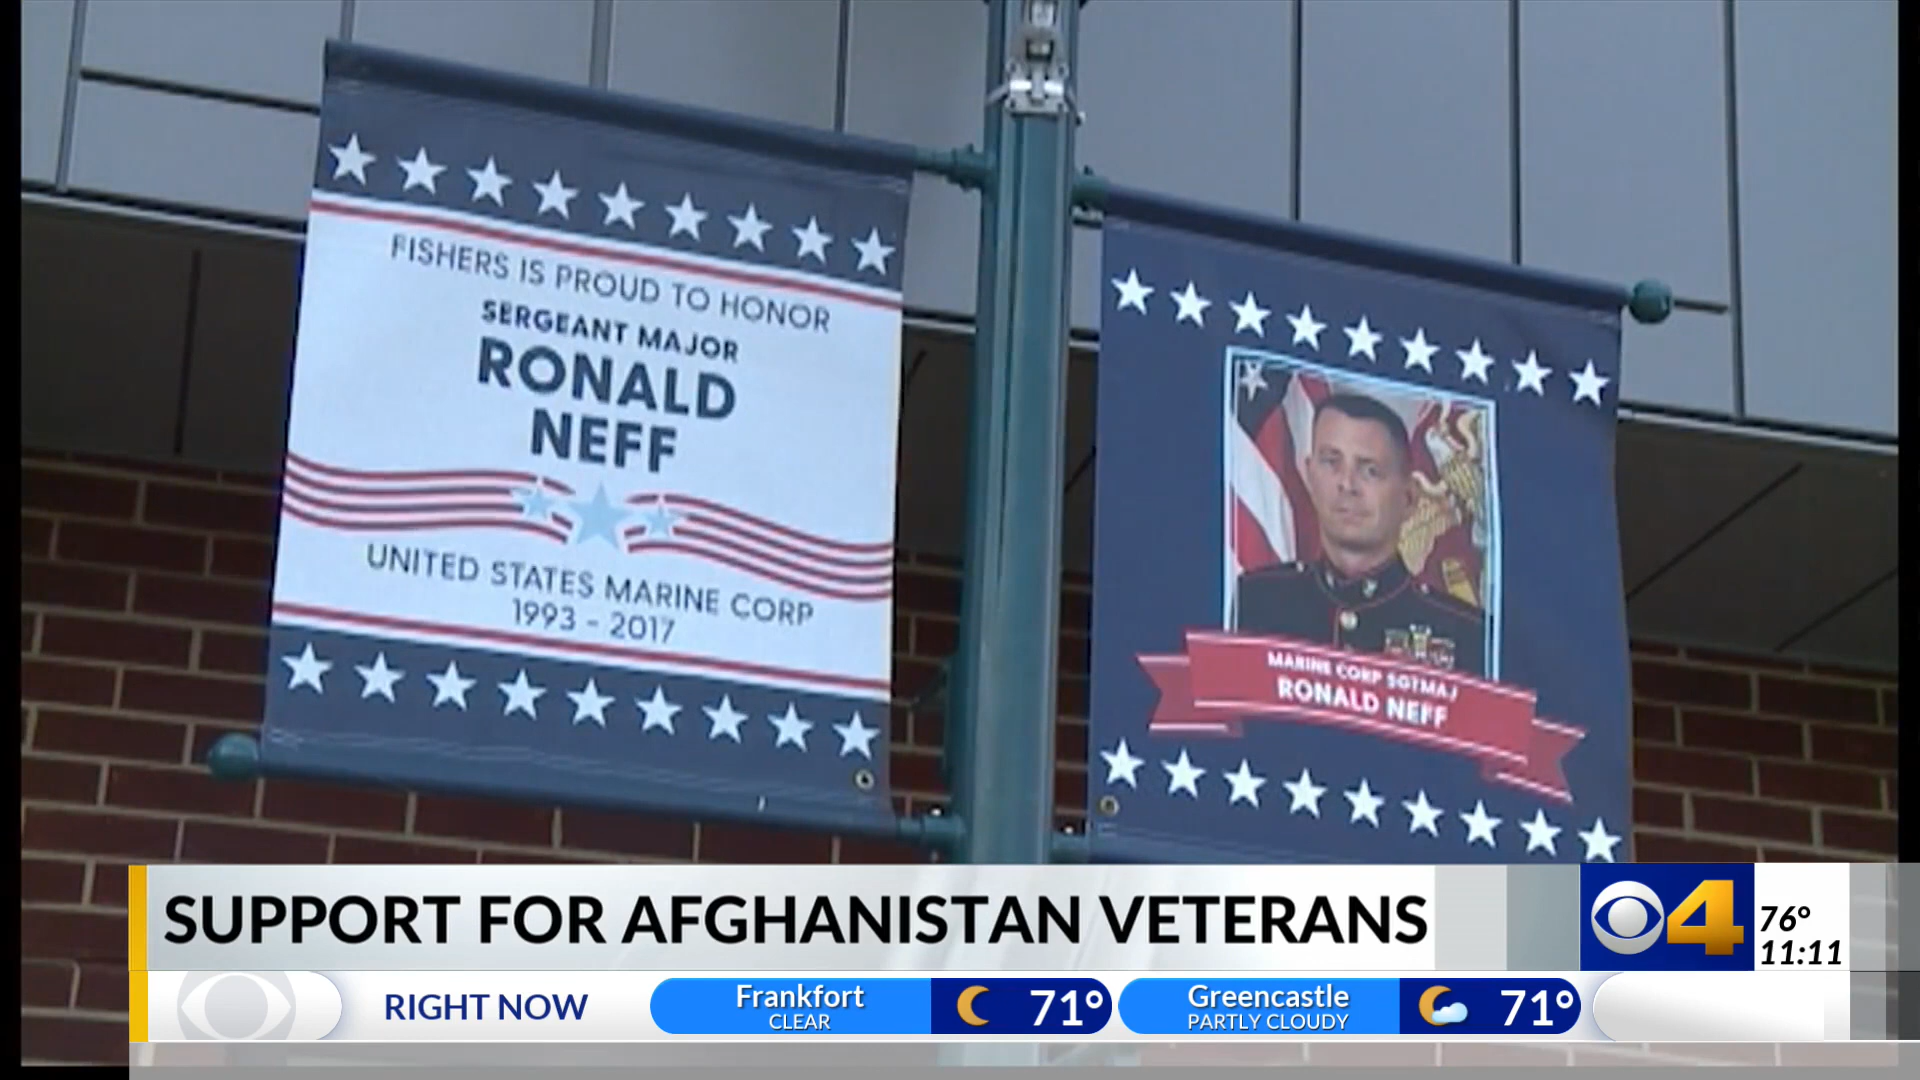 FISHERS IS PROUD TO HONOR
SERGEANT MAJOR
RONALD
NEFF
UNITED STATES MARINE CORP
1993 - 2017
MARINE CORP SGTMAJ
RONALD NEFF
SUPPORT FOR AFGHANISTAN VETERANS
4
76°
11:11
RIGHT NOW
Frankfort
CLEAR
71°
Greencastle
PARTLY CLOUDY
71°